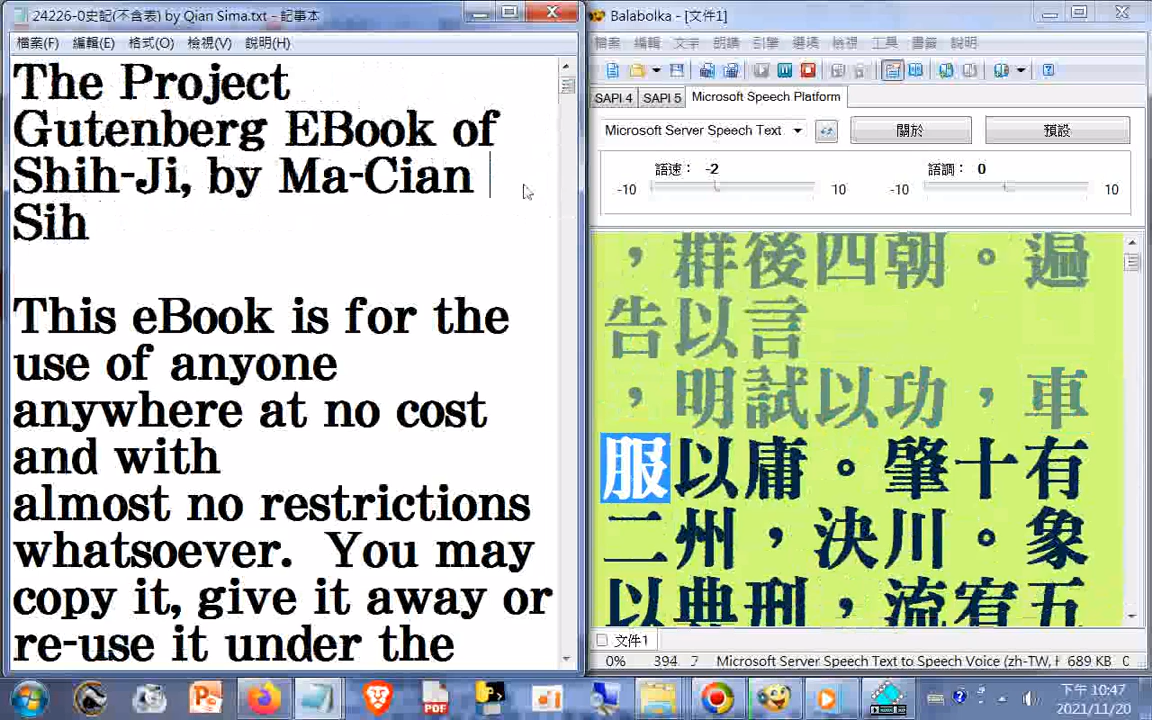 24226-0史記(不含表) by Qian Sima.txt - 記事本
檔案(F) 編輯(E) 格式(O) 檢視(V) 說明(H)
The Project
Gutenberg EBook of
Shih-Ji, by Ma-Cian
Sih
This eBook is for the
use of anyone
anywhere at no cost
and with
almost no restrictions
whatsoever. You may
copy it, give it away or
re-use it under the
Balabolka - [文件1]
檔案 編輯 文字 朗讀 引擎 選項 檢視 工具 書籤 說明
SAPI 4 SAPI 5 Microsoft Speech Platform
Microsoft Server Speech Text 關於 預設
語速： -2 語調： 0
-10 10 -10 10
，群後四朝。遍
告以言
，明試以功，車
服以庸。肇十有
二州，決川。象
以典刑，流宥五
文件1
0% 394 7 Microsoft Server Speech Text to Speech Voice (zh-TW, 689 KB
下午 10:47
2021/11/20